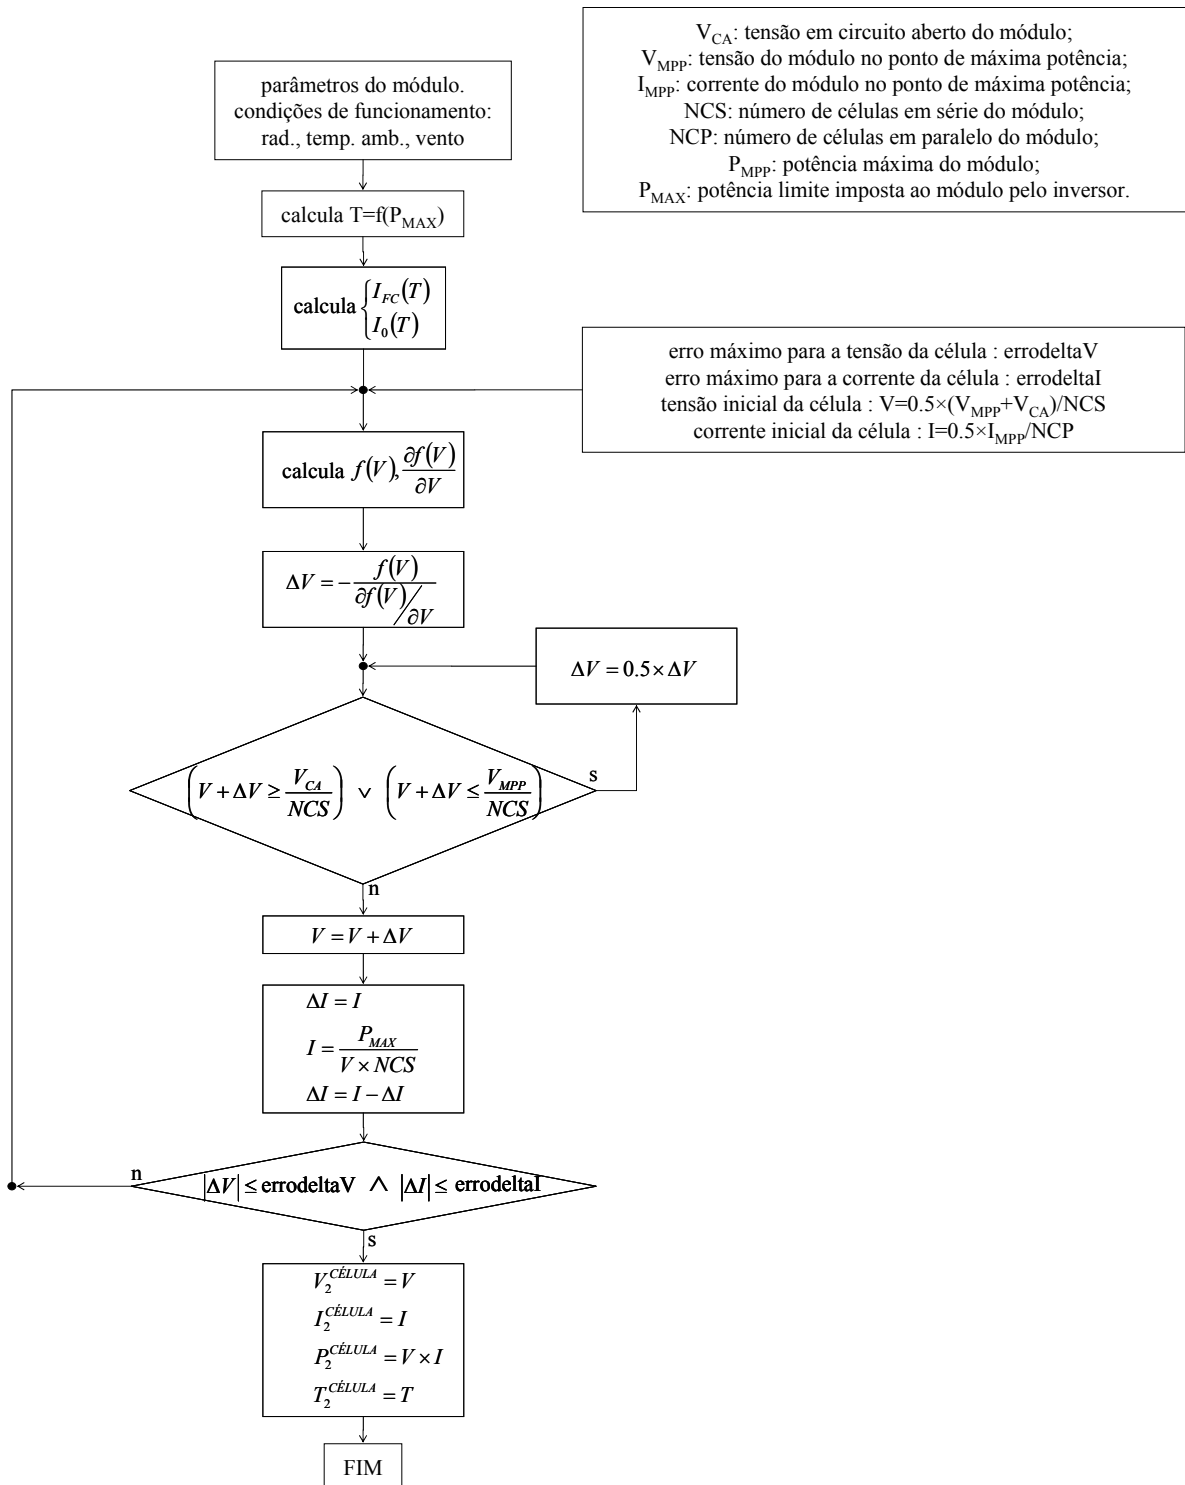 V_CA: tensão em circuito aberto do módulo;
V_MPP: tensão do módulo no ponto de máxima potência;
I_MPP: corrente do módulo no ponto de máxima potência;
NCS: número de células em série do módulo;
NCP: número de células em paralelo do módulo;
P_MPP: potência máxima do módulo;
P_MAX: potência limite imposta ao módulo pelo inversor.
parâmetros do módulo.
condições de funcionamento:
rad., temp. amb., vento
calcula T=f(P_MAX)
calcula { I_FC(T)
I_0(T)
erro máximo para a tensão da célula : errodeltaV
erro máximo para a corrente da célula : errodeltaI
tensão inicial da célula : V=0.5×(V_MPP+V_CA)/NCS
corrente inicial da célula : I=0.5×I_MPP/NCP
calcula f(V), ∂f(V)/∂V
ΔV = − f(V) / (∂f(V)/∂V)
ΔV = 0.5 × ΔV
(V + ΔV ≥ V_CA/NCS) ∨ (V + ΔV ≤ V_MPP/NCS)
s
n
V = V + ΔV
ΔI = I
I = P_MAX / (V × NCS)
ΔI = I − ΔI
n
|ΔV| ≤ errodeltaV ∧ |ΔI| ≤ errodeltaI
s
V_2^CÉLULA = V
I_2^CÉLULA = I
P_2^CÉLULA = V × I
T_2^CÉLULA = T
FIM